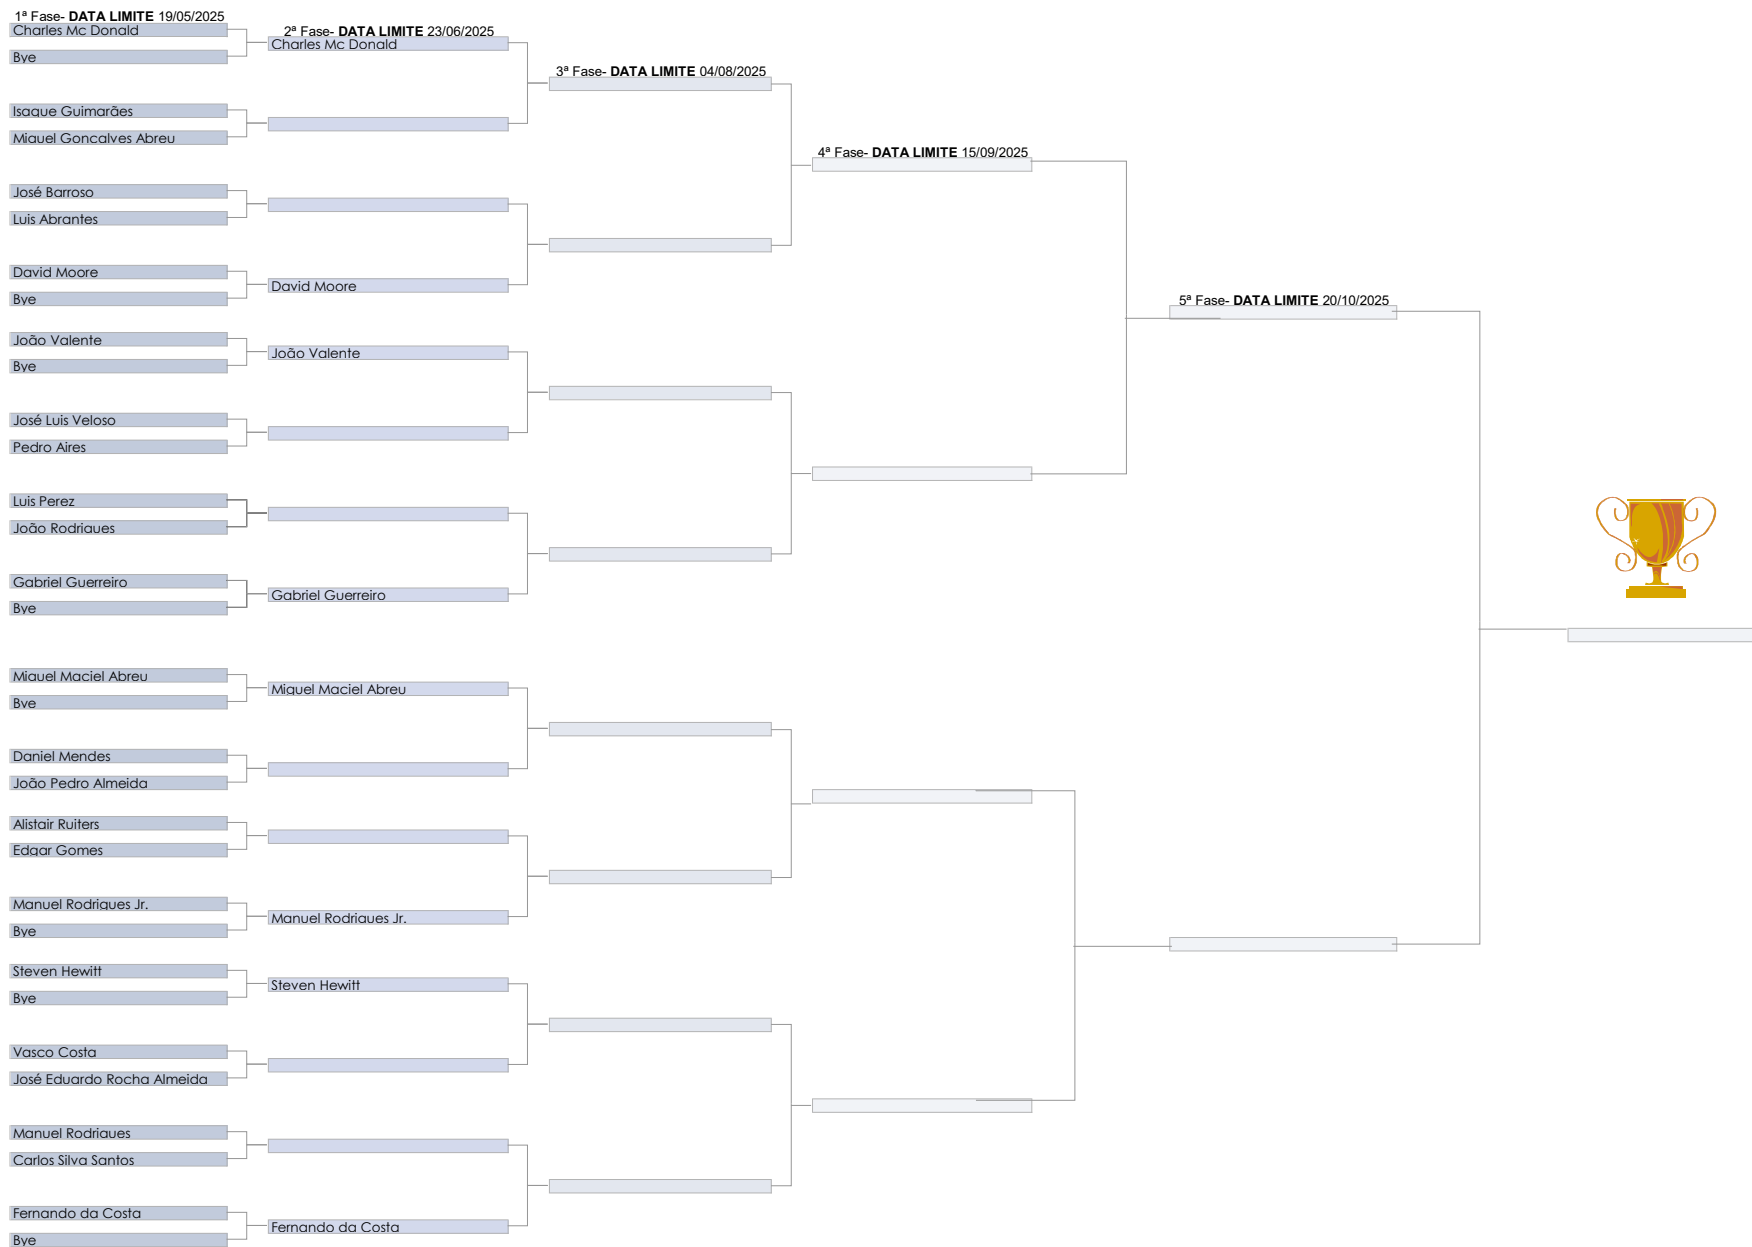 1ª Fase- DATA LIMITE 19/05/2025
Charles Mc Donald
Bye
Isaque Guimarães
Miguel Goncalves Abreu
José Barroso
Luis Abrantes
David Moore
Bye
João Valente
Bye
José Luis Veloso
Pedro Aires
Luis Perez
João Rodrigues
Gabriel Guerreiro
Bye
Miguel Maciel Abreu
Bye
Daniel Mendes
João Pedro Almeida
Alistair Ruiters
Edgar Gomes
Manuel Rodrigues Jr.
Bye
Steven Hewitt
Bye
Vasco Costa
José Eduardo Rocha Almeida
Manuel Rodrigues
Carlos Silva Santos
Fernando da Costa
Bye
2ª Fase- DATA LIMITE 23/06/2025
Charles Mc Donald
David Moore
João Valente
Gabriel Guerreiro
Miguel Maciel Abreu
Manuel Rodrigues Jr.
Steven Hewitt
Fernando da Costa
3ª Fase- DATA LIMITE 04/08/2025
4ª Fase- DATA LIMITE 15/09/2025
5ª Fase- DATA LIMITE 20/10/2025